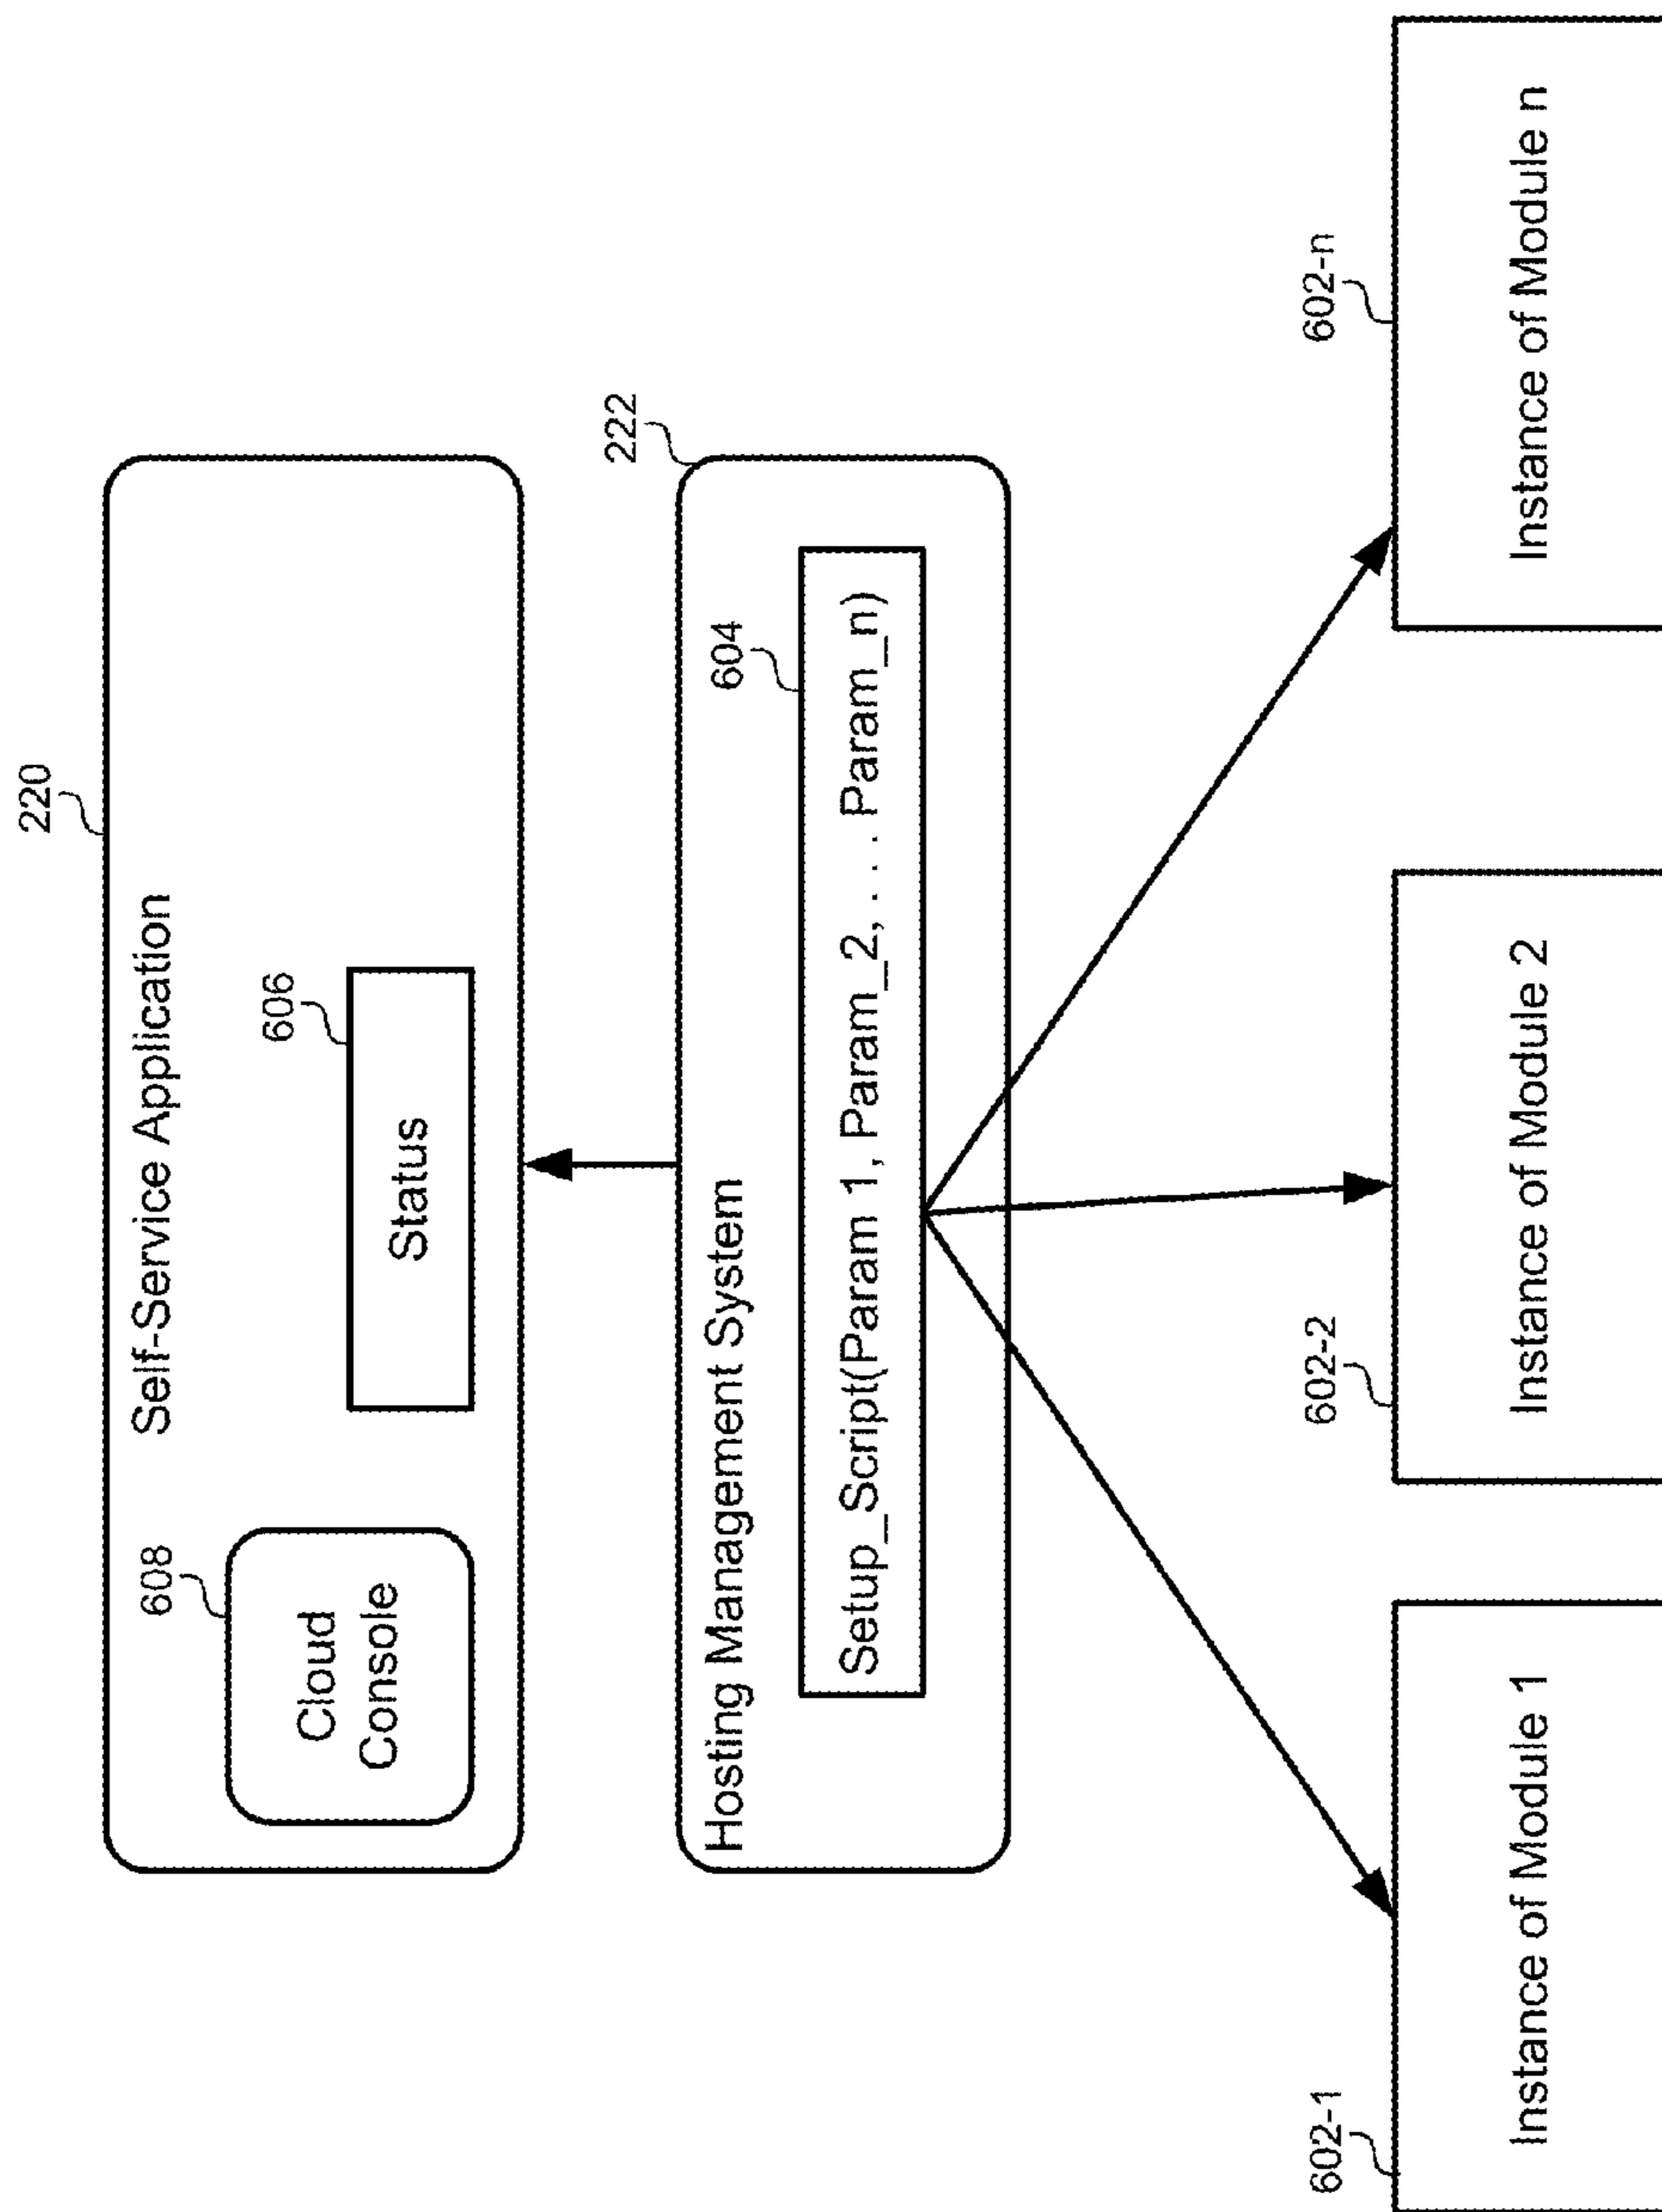 220
Self-Service Application
608
Cloud
Console
606
Status
222
Hosting Management System
604
Setup_Script(Param 1, Param_2, . . . Param_n)
602-1
Instance of Module 1
602-2
Instance of Module 2
602-n
Instance of Module n